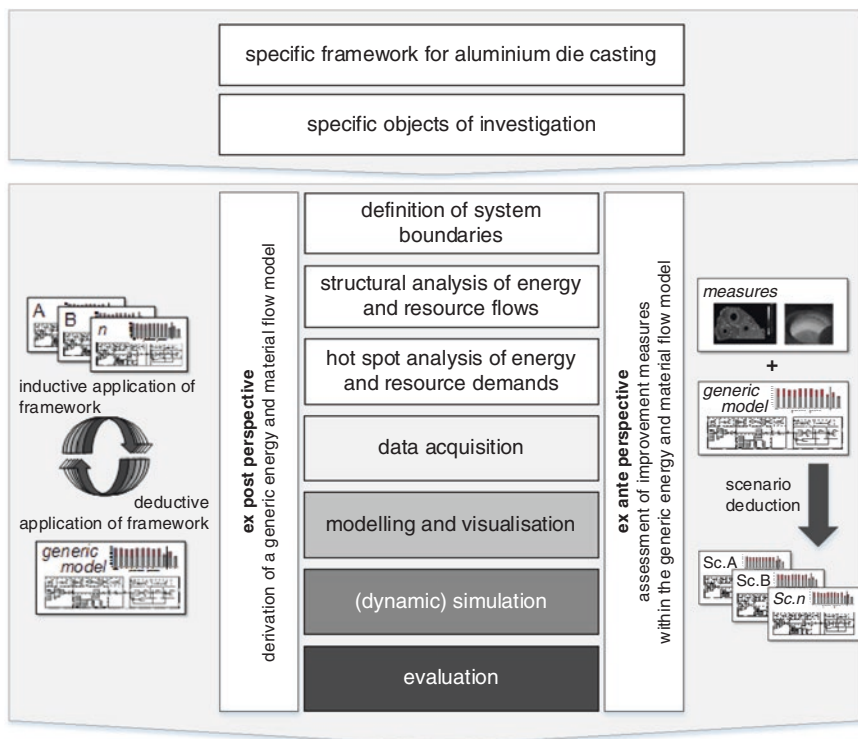 specific framework for aluminium die casting
specific objects of investigation
A
B
n
inductive application of
framework
deductive
application of framework
generic
model
ex post perspective
derivation of a generic energy and material flow model
definition of system
boundaries
structural analysis of energy
and resource flows
hot spot analysis of energy
and resource demands
data acquisition
modelling and visualisation
(dynamic) simulation
evaluation
ex ante perspective
assessment of improvement measures
within the generic energy and material flow model
measures
+
generic
model
scenario
deduction
Sc.A
Sc.B
Sc.n